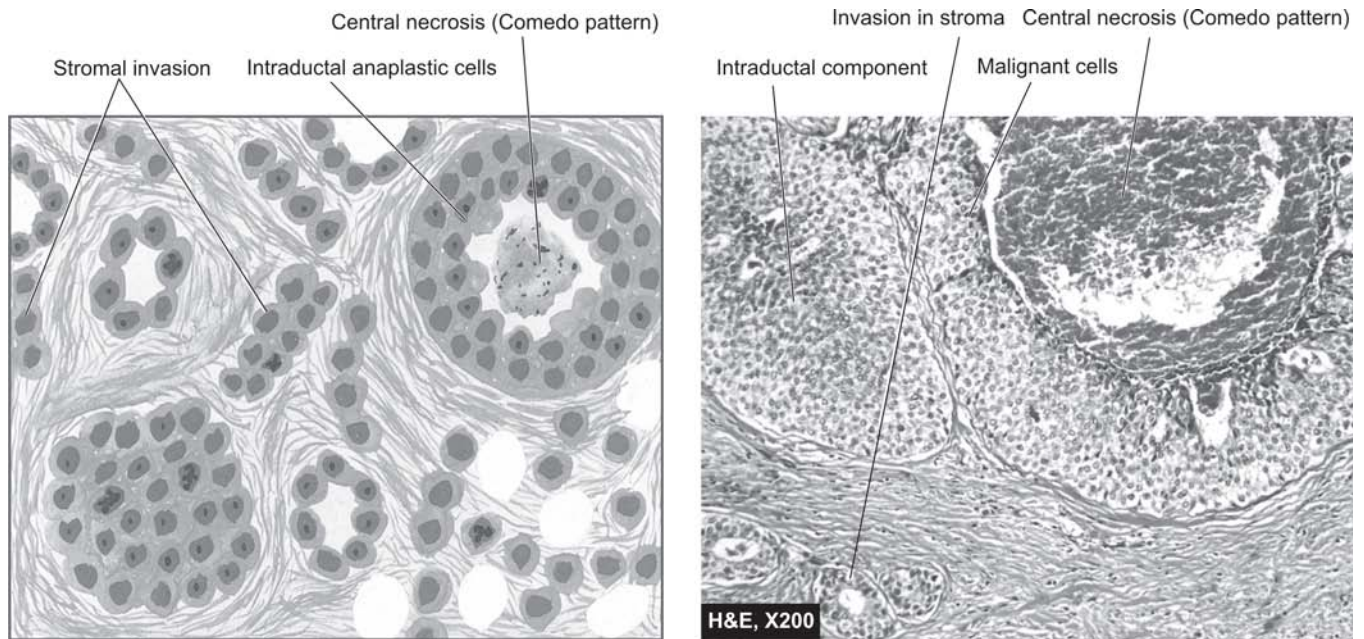 Central necrosis (Comedo pattern)
Stromal invasion
Intraductal anaplastic cells
Invasion in stroma
Central necrosis (Comedo pattern)
Intraductal component
Malignant cells
H&E, X200